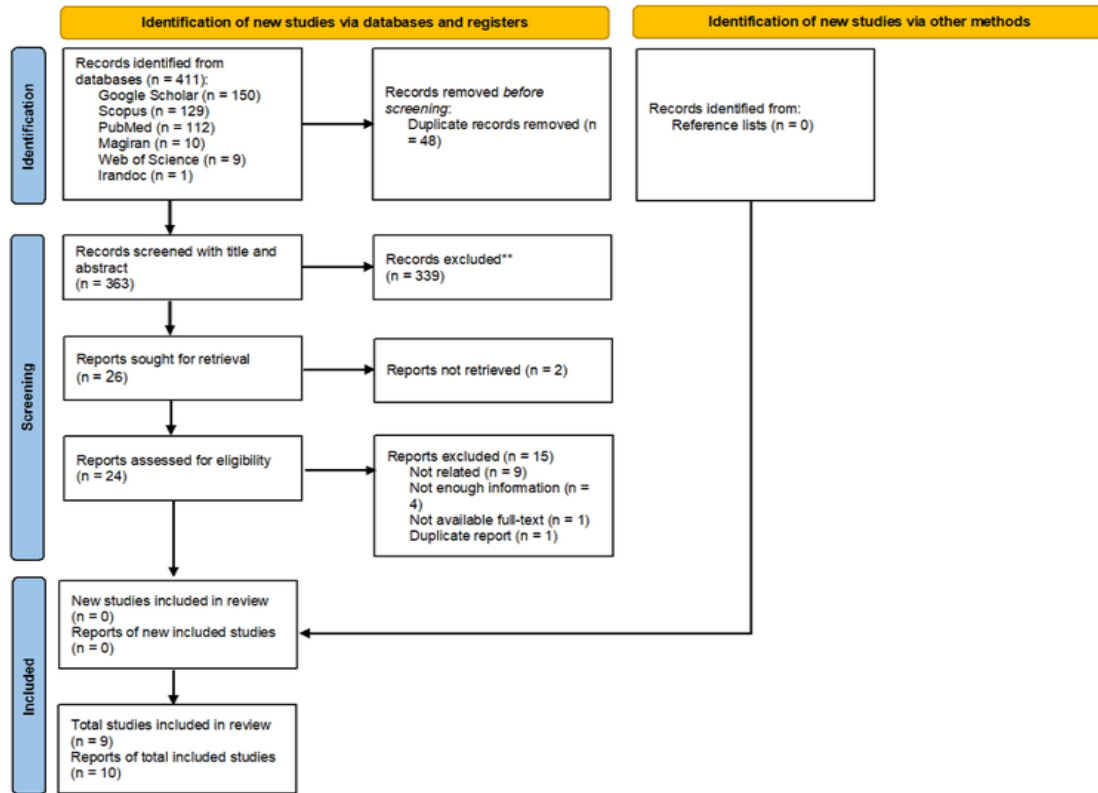 Identification of new studies via databases and registers
Identification of new studies via other methods
Identification
Records identified from
databases (n = 411):
Google Scholar (n = 150)
Scopus (n = 129)
PubMed (n = 112)
Magiran (n = 10)
Web of Science (n = 9)
Irandoc (n = 1)
Records removed before
screening:
Duplicate records removed (n
= 48)
Records identified from:
Reference lists (n = 0)
Screening
Records screened with title and
abstract
(n = 363)
Records excluded**
(n = 339)
Reports sought for retrieval
(n = 26)
Reports not retrieved (n = 2)
Reports assessed for eligibility
(n = 24)
Reports excluded (n = 15)
Not related (n = 9)
Not enough information (n =
4)
Not available full-text (n = 1)
Duplicate report (n = 1)
Included
New studies included in review
(n = 0)
Reports of new included studies
(n = 0)
Total studies included in review
(n = 9)
Reports of total included studies
(n = 10)